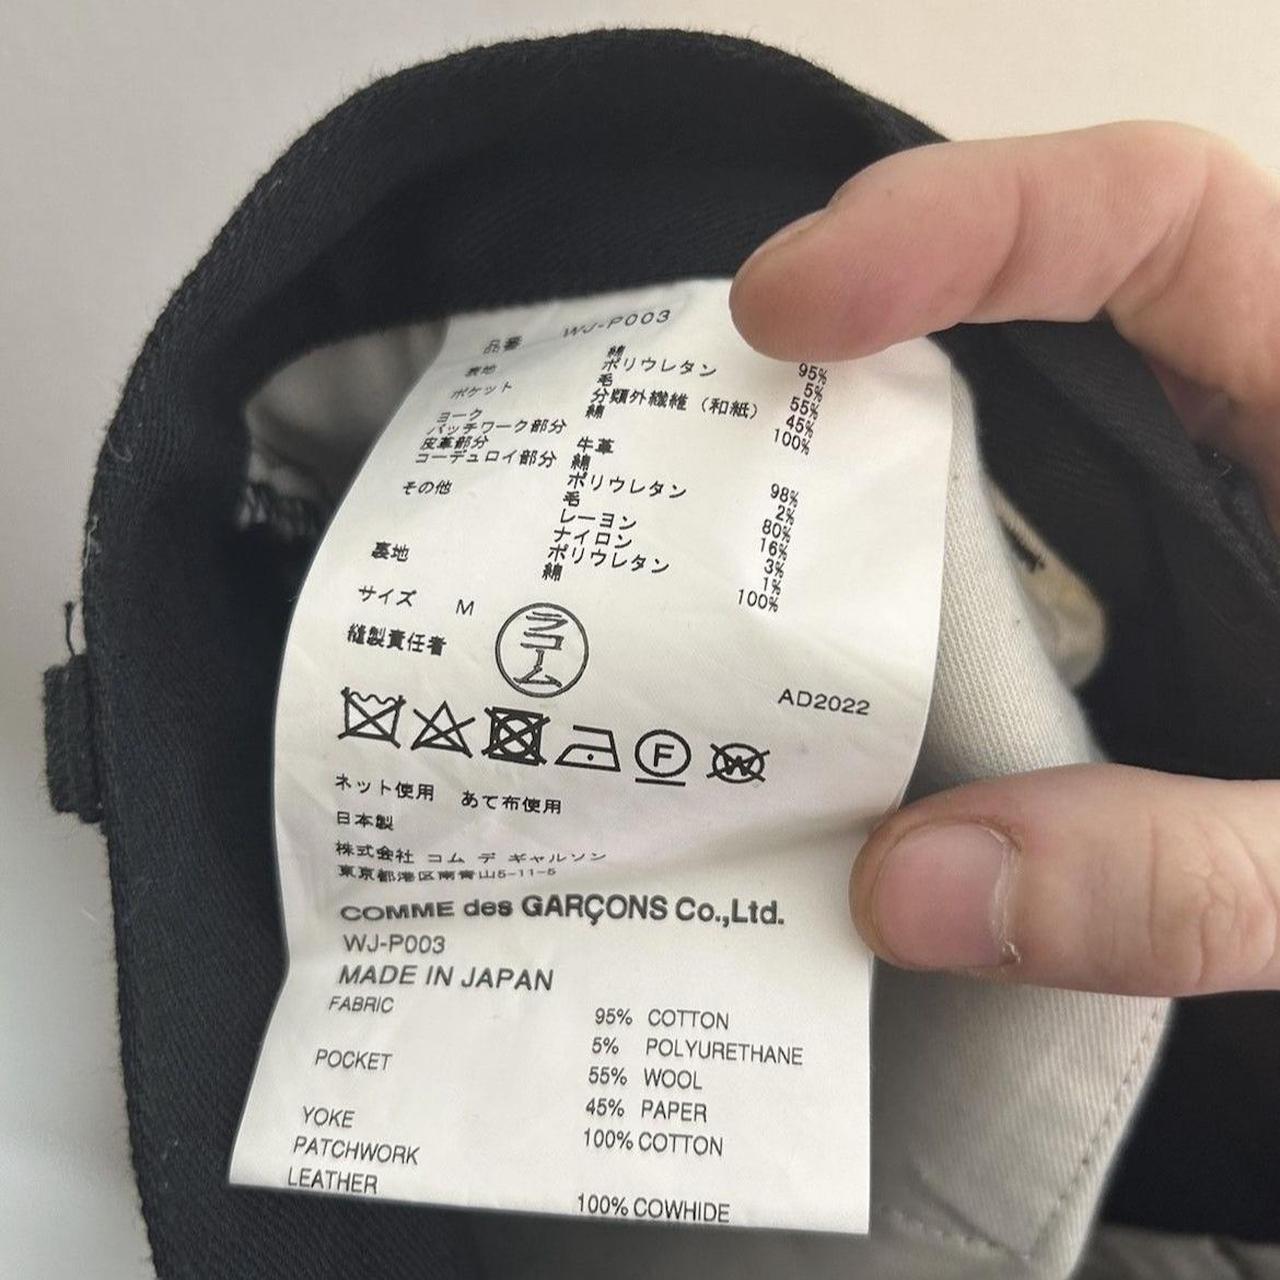 品番 WJ-P003
表地 綿 95%
ポリウレタン 5%
ポケット 毛 55%
分類外繊維（和紙） 45%
ヨーク 綿 100%
パッチワーク部分
皮革部分 牛革
コーデュロイ部分 綿 98%
ポリウレタン 2%
その他 毛 80%
レーヨン 16%
ナイロン 3%
ポリウレタン 1%
裏地 綿 100%
サイズ M
縫製責任者 ラコーム
AD2022
F
W
ネット使用 あて布使用
日本製
株式会社 コム デ ギャルソン
東京都港区南青山5-11-5
COMME des GARÇONS Co.,Ltd.
WJ-P003
MADE IN JAPAN
FABRIC 95% COTTON
5% POLYURETHANE
POCKET 55% WOOL
45% PAPER
YOKE 100% COTTON
PATCHWORK
LEATHER 100% COWHIDE